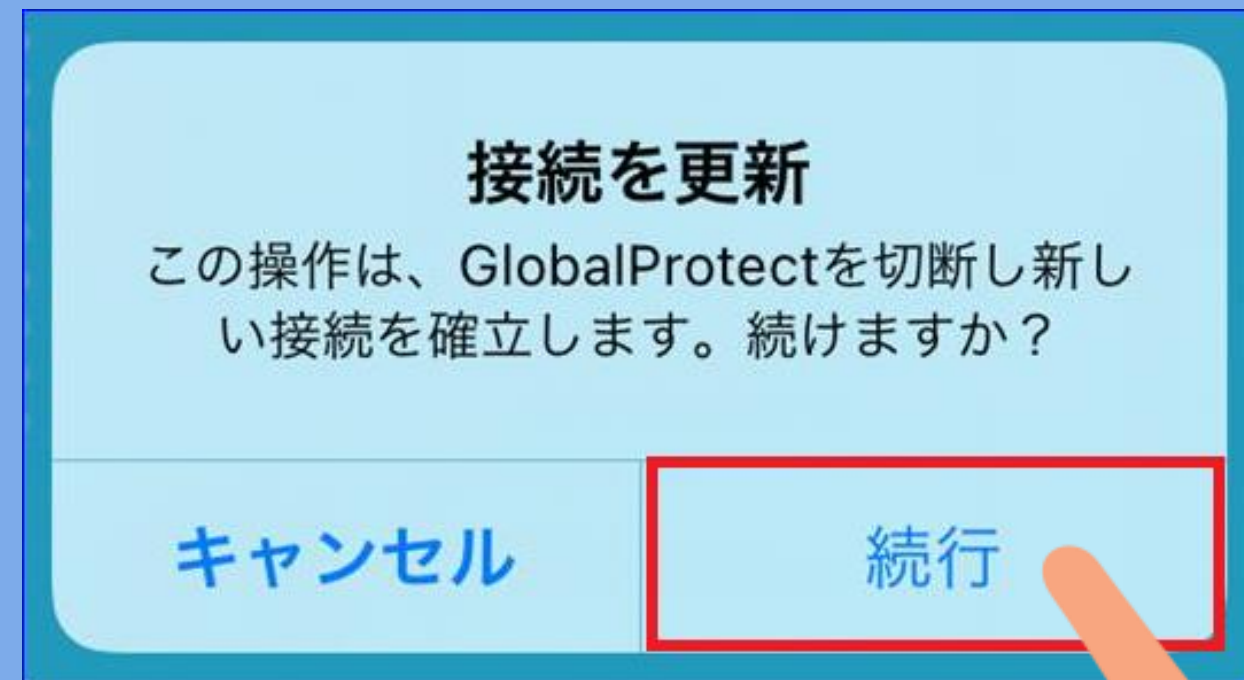 接続を更新
この操作は、GlobalProtectを切断し新し
い接続を確立します。続けますか？
キャンセル
続行